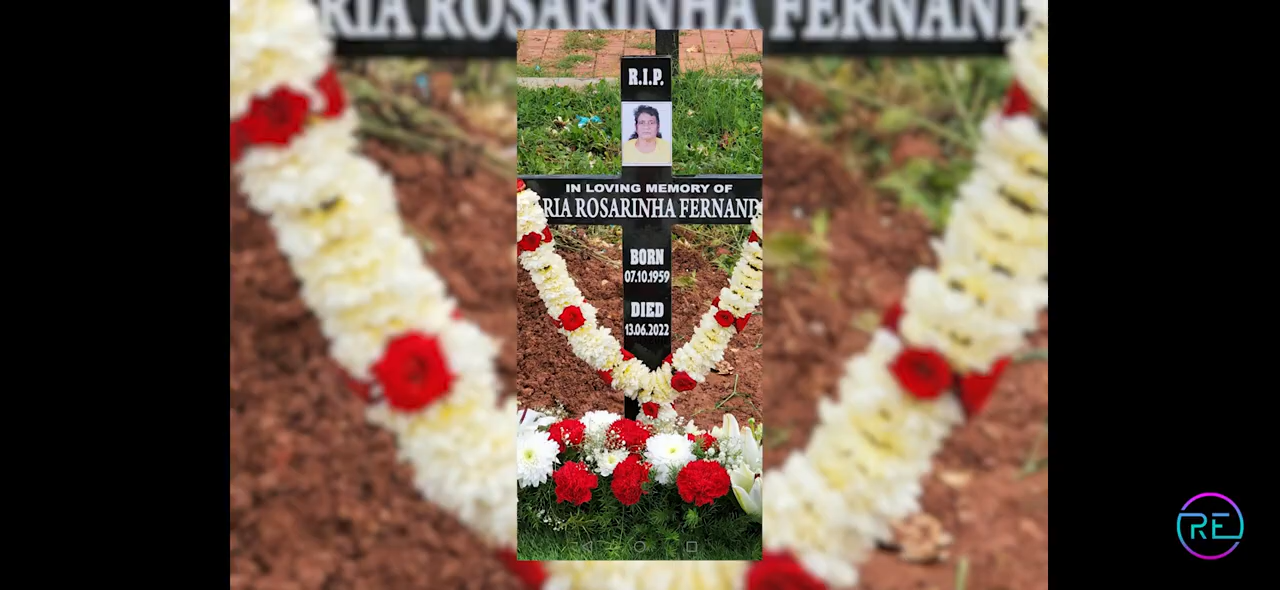 RIA ROSARINHA FERNAND
R.I.P.
IN LOVING MEMORY OF
RIA ROSARINHA FERNAND
BORN
07.10.1959
DIED
13.06.2022
RE